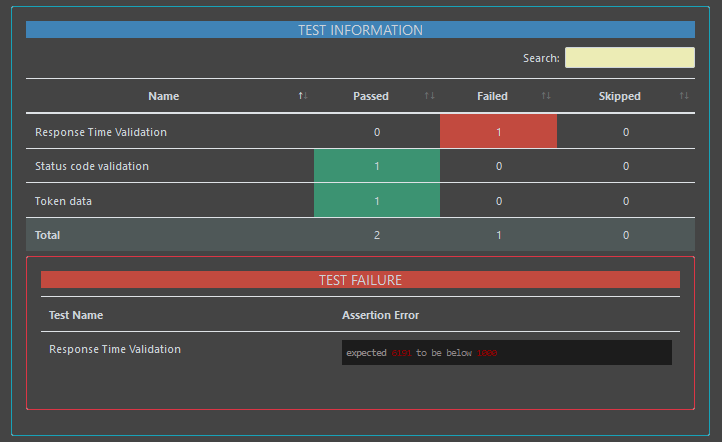 TEST INFORMATION
Search:
Name Passed Failed Skipped
Response Time Validation 0 1 0
Status code validation 1 0 0
Token data 1 0 0
Total 2 1 0
TEST FAILURE
Test Name Assertion Error
Response Time Validation expected to be below